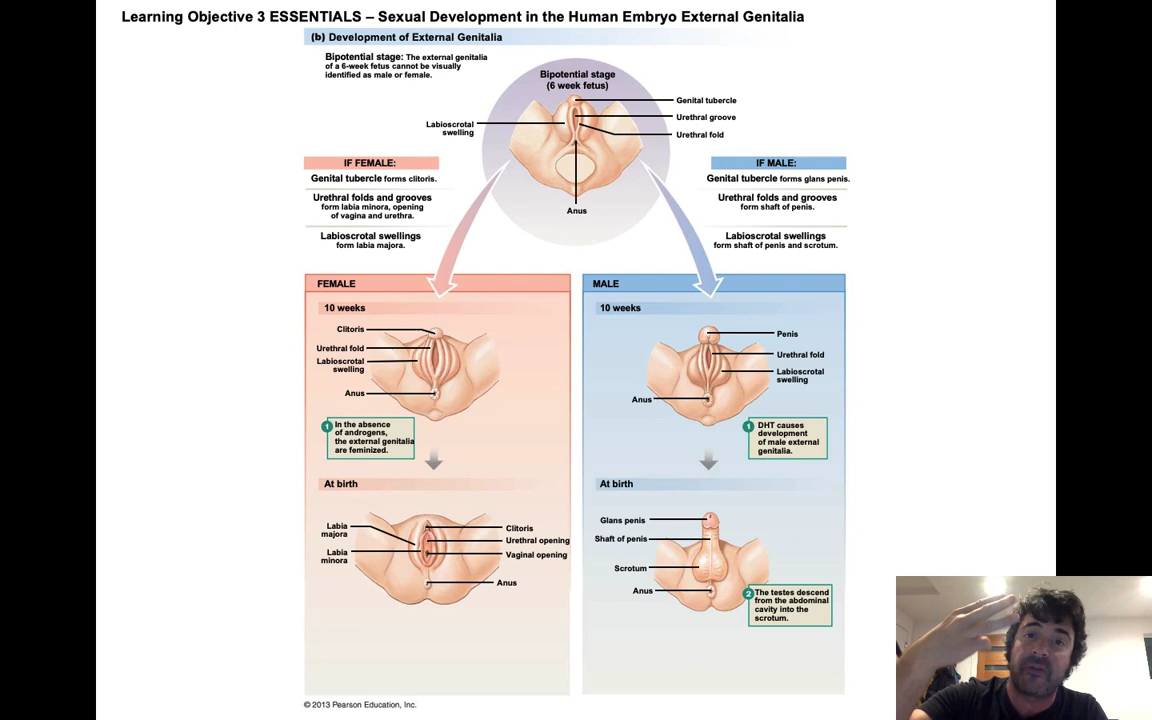 Learning Objective 3 ESSENTIALS – Sexual Development in the Human Embryo External Genitalia
(b) Development of External Genitalia
Bipotential stage: The external genitalia
of a 6-week fetus cannot be visually
identified as male or female.
Bipotential stage
(6 week fetus)
Genital tubercle
Urethral groove
Urethral fold
Labioscrotal
swelling
Anus
IF FEMALE:
Genital tubercle forms clitoris.
Urethral folds and grooves
form labia minora, opening
of vagina and urethra.
Labioscrotal swellings
form labia majora.
IF MALE:
Genital tubercle forms glans penis.
Urethral folds and grooves
form shaft of penis.
Labioscrotal swellings
form shaft of penis and scrotum.
FEMALE
10 weeks
Clitoris
Urethral fold
Labioscrotal
swelling
Anus
1 In the absence
of androgens,
the external genitalia
are feminized.
At birth
Labia
majora
Labia
minora
Clitoris
Urethral opening
Vaginal opening
Anus
MALE
10 weeks
Penis
Urethral fold
Labioscrotal
swelling
Anus
1 DHT causes
development
of male external
genitalia.
At birth
Glans penis
Shaft of penis
Scrotum
Anus
2 The testes descend
from the abdominal
cavity into the
scrotum.
© 2013 Pearson Education, Inc.